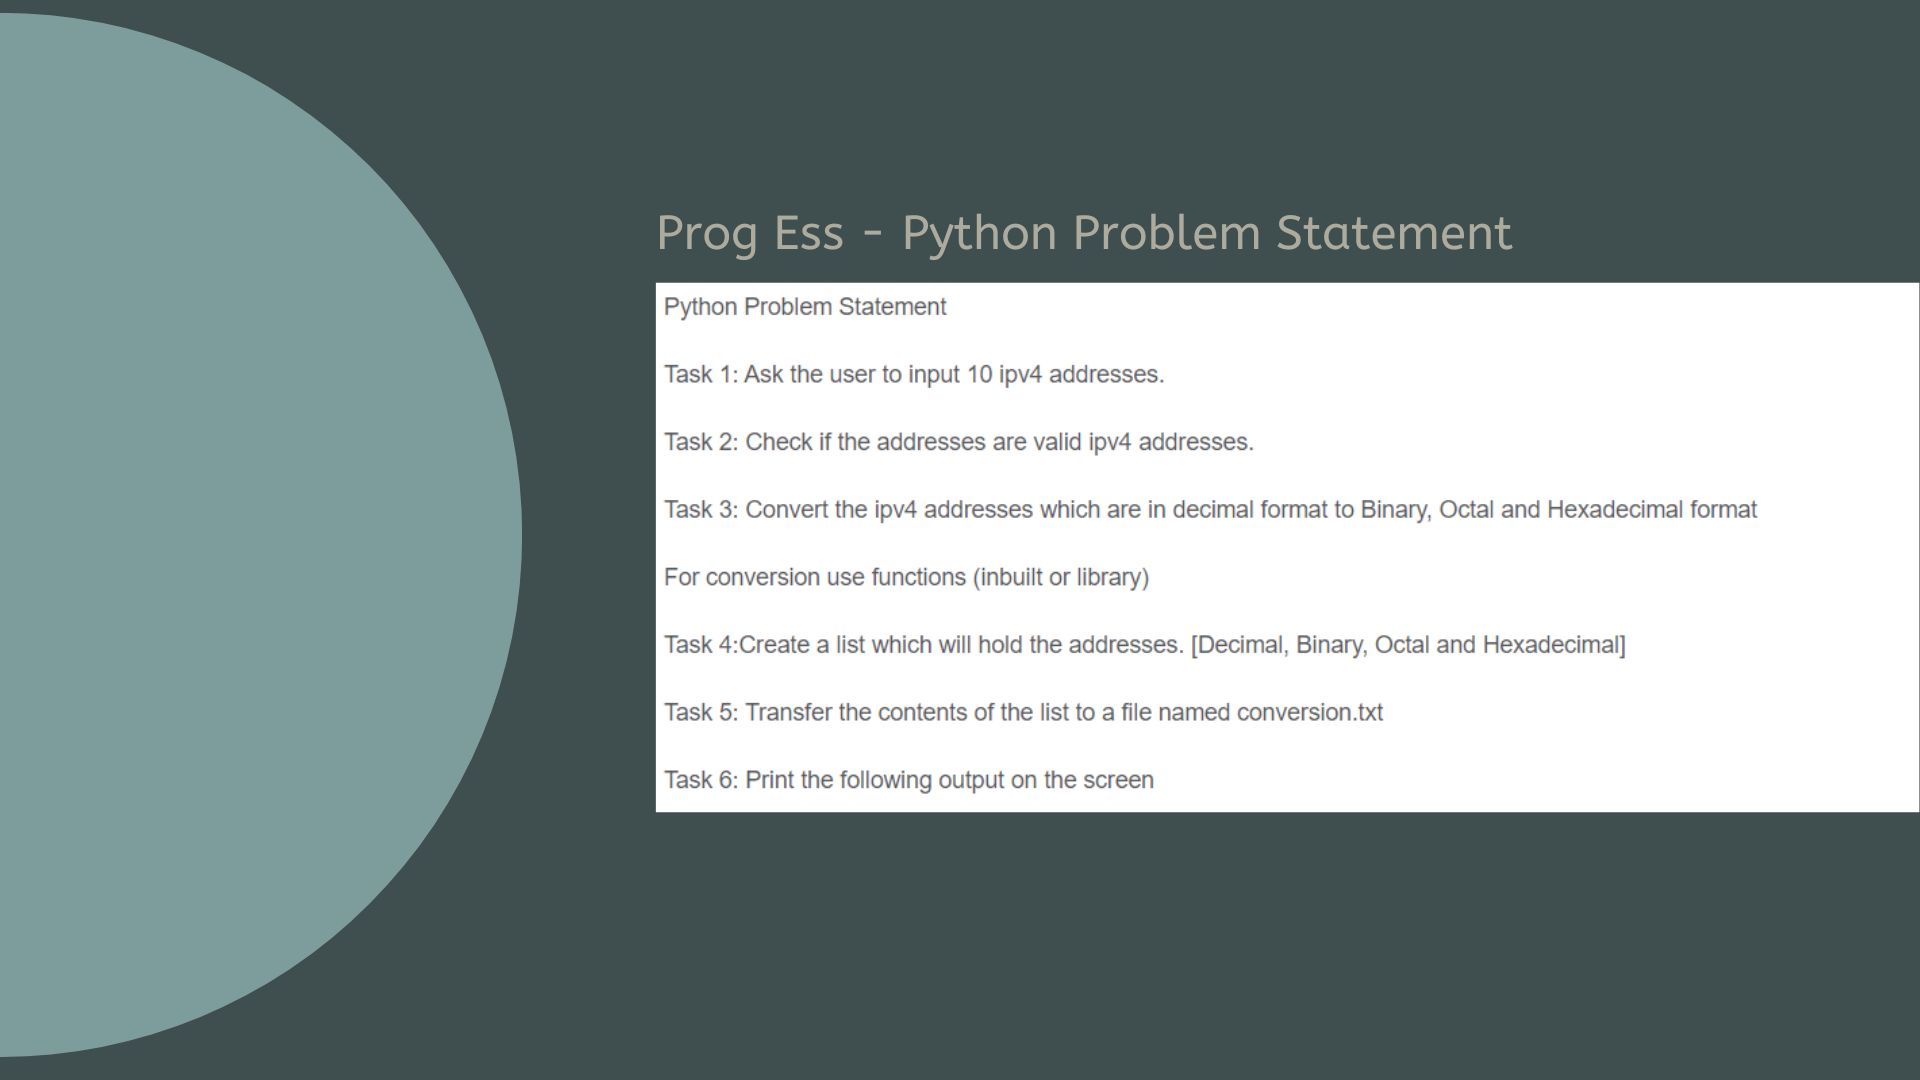 Prog Ess - Python Problem Statement
Python Problem Statement
Task 1: Ask the user to input 10 ipv4 addresses.
Task 2: Check if the addresses are valid ipv4 addresses.
Task 3: Convert the ipv4 addresses which are in decimal format to Binary, Octal and Hexadecimal format
For conversion use functions (inbuilt or library)
Task 4:Create a list which will hold the addresses. [Decimal, Binary, Octal and Hexadecimal]
Task 5: Transfer the contents of the list to a file named conversion.txt
Task 6: Print the following output on the screen